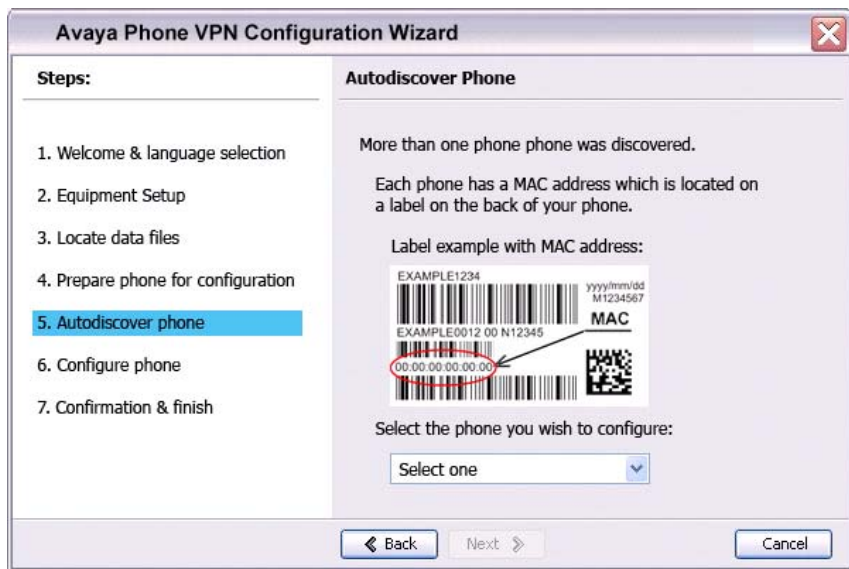 Avaya Phone VPN Configuration Wizard
Steps:
1. Welcome & language selection
2. Equipment Setup
3. Locate data files
4. Prepare phone for configuration
5. Autodiscover phone
6. Configure phone
7. Confirmation & finish
Autodiscover Phone
More than one phone phone was discovered.
Each phone has a MAC address which is located on
a label on the back of your phone.
Label example with MAC address:
EXAMPLE1234
yyyy/mm/dd
M1234567
MAC
EXAMPLE0012 00 N12345
00:00:00:00:00:00
Select the phone you wish to configure:
Select one
Back
Next
Cancel